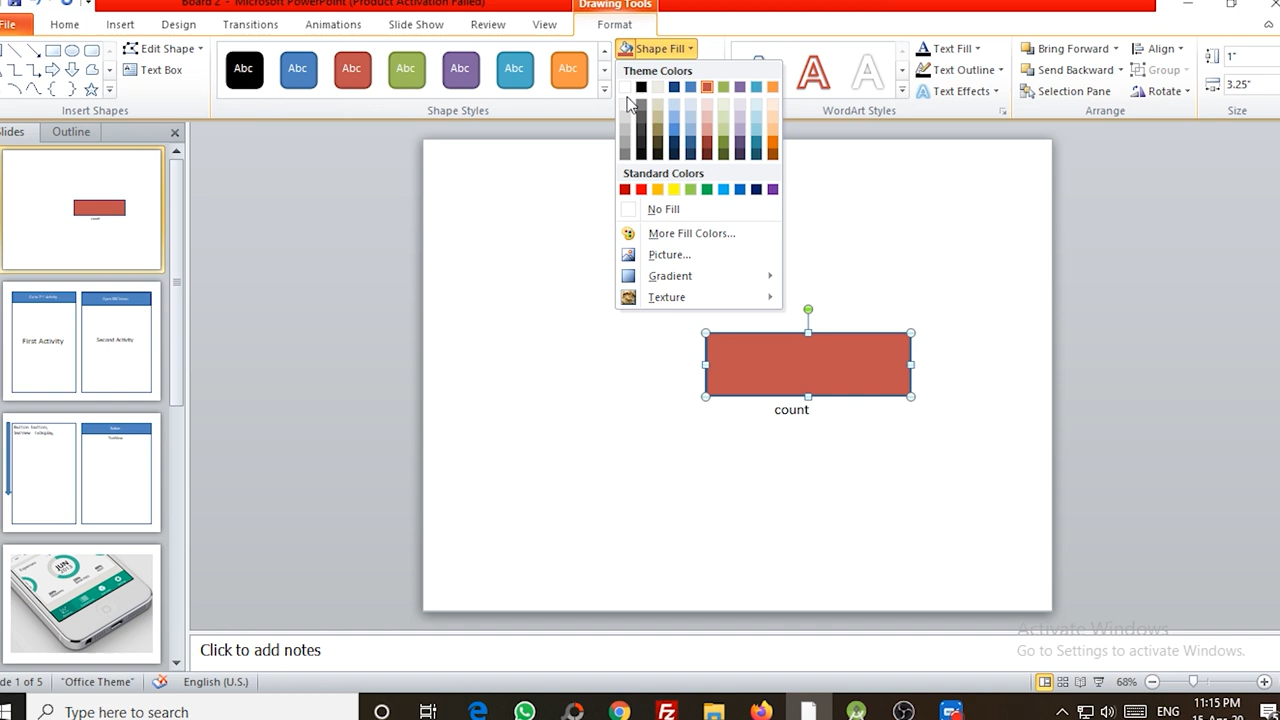 Board 2 - Microsoft PowerPoint (Product Activation Failed)
Drawing Tools
File Home Insert Design Transitions Animations Slide Show Review View Format
Edit Shape
Text Box
Insert Shapes
Abc Abc Abc Abc Abc Abc Abc
Shape Styles
Shape Fill
Theme Colors
Standard Colors
No Fill
More Fill Colors...
Picture...
Gradient
Texture
A A
Text Fill
Text Outline
Text Effects
WordArt Styles
Bring Forward
Send Backward
Selection Pane
Align
Group
Rotate
Arrange
1"
3.25"
Size
Slides Outline
count
First Activity
Second Activity
JUN
count
Click to add notes
Activate Windows
Go to Settings to activate Windows.
de 1 of 5 "Office Theme" English (U.S.) 68%
Type here to search
ENG
11:15 PM